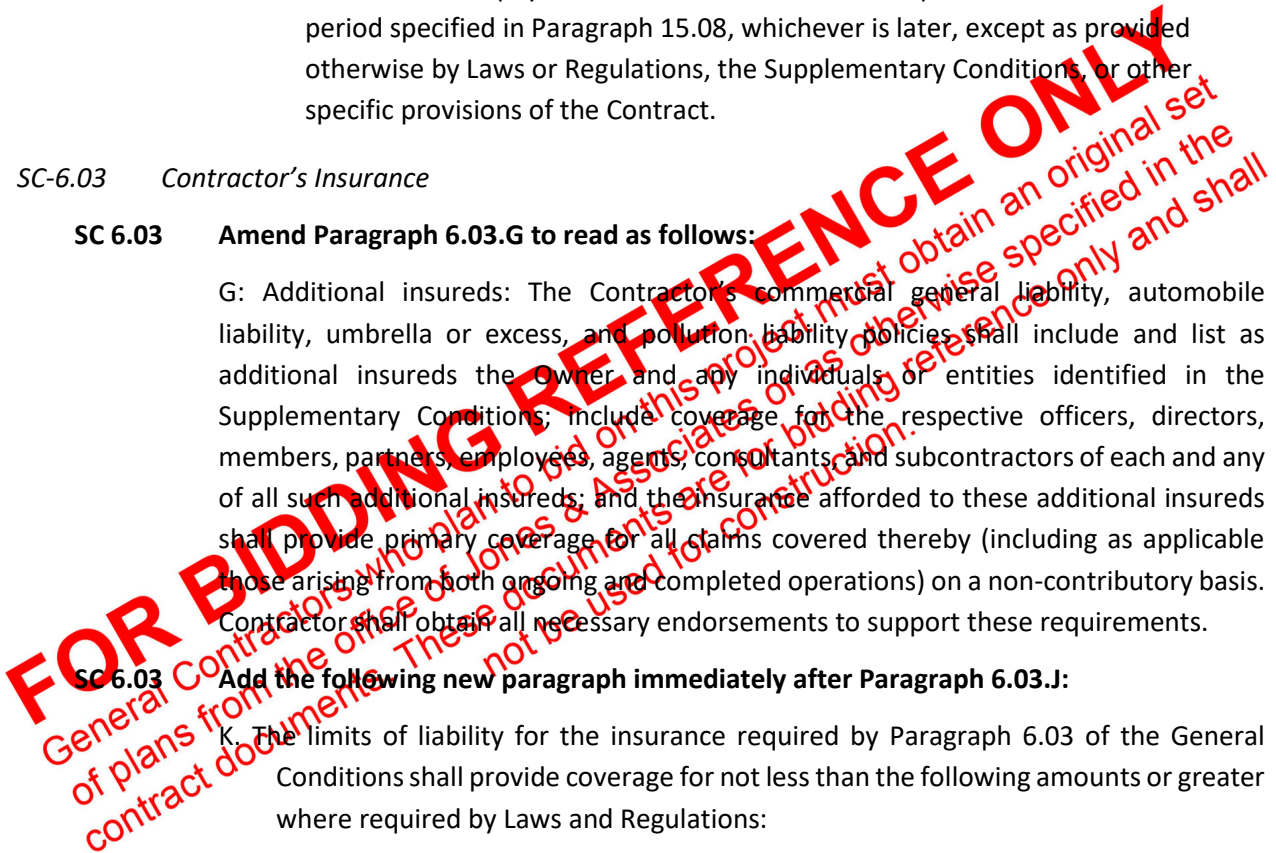 period specified in Paragraph 15.08, whichever is later, except as provided
otherwise by Laws or Regulations, the Supplementary Conditions, or other
specific provisions of the Contract.
SC-6.03 Contractor's Insurance
SC 6.03 Amend Paragraph 6.03.G to read as follows:
G: Additional insureds: The Contractor's commercial general liability, automobile
liability, umbrella or excess, and pollution liability policies shall include and list as
additional insureds the Owner and any individuals or entities identified in the
Supplementary Conditions; include coverage for the respective officers, directors,
members, partners, employees, agents, consultants, and subcontractors of each and any
of all such additional insureds; and the insurance afforded to these additional insureds
shall provide primary coverage for all claims covered thereby (including as applicable
those arising from both ongoing and completed operations) on a non-contributory basis.
Contractor shall obtain all necessary endorsements to support these requirements.
SC 6.03 Add the following new paragraph immediately after Paragraph 6.03.J:
K. The limits of liability for the insurance required by Paragraph 6.03 of the General
Conditions shall provide coverage for not less than the following amounts or greater
where required by Laws and Regulations:
FOR BIDDING REFERENCE ONLY
General Contractors who plan to bid on this project must obtain an original set
of plans from the office of Jones & Associates or as otherwise specified in the
contract documents. These documents are for bidding reference only and shall
not be used for construction.